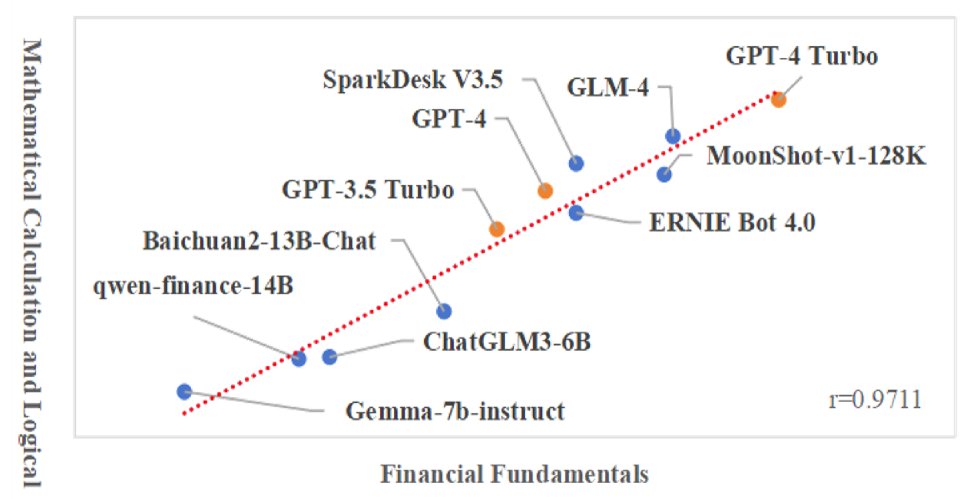 Mathematical Calculation and Logical
GPT-4 Turbo
SparkDesk V3.5
GLM-4
GPT-4
MoonShot-v1-128K
GPT-3.5 Turbo
ERNIE Bot 4.0
Baichuan2-13B-Chat
qwen-finance-14B
ChatGLM3-6B
r=0.9711
Gemma-7b-instruct
Financial Fundamentals